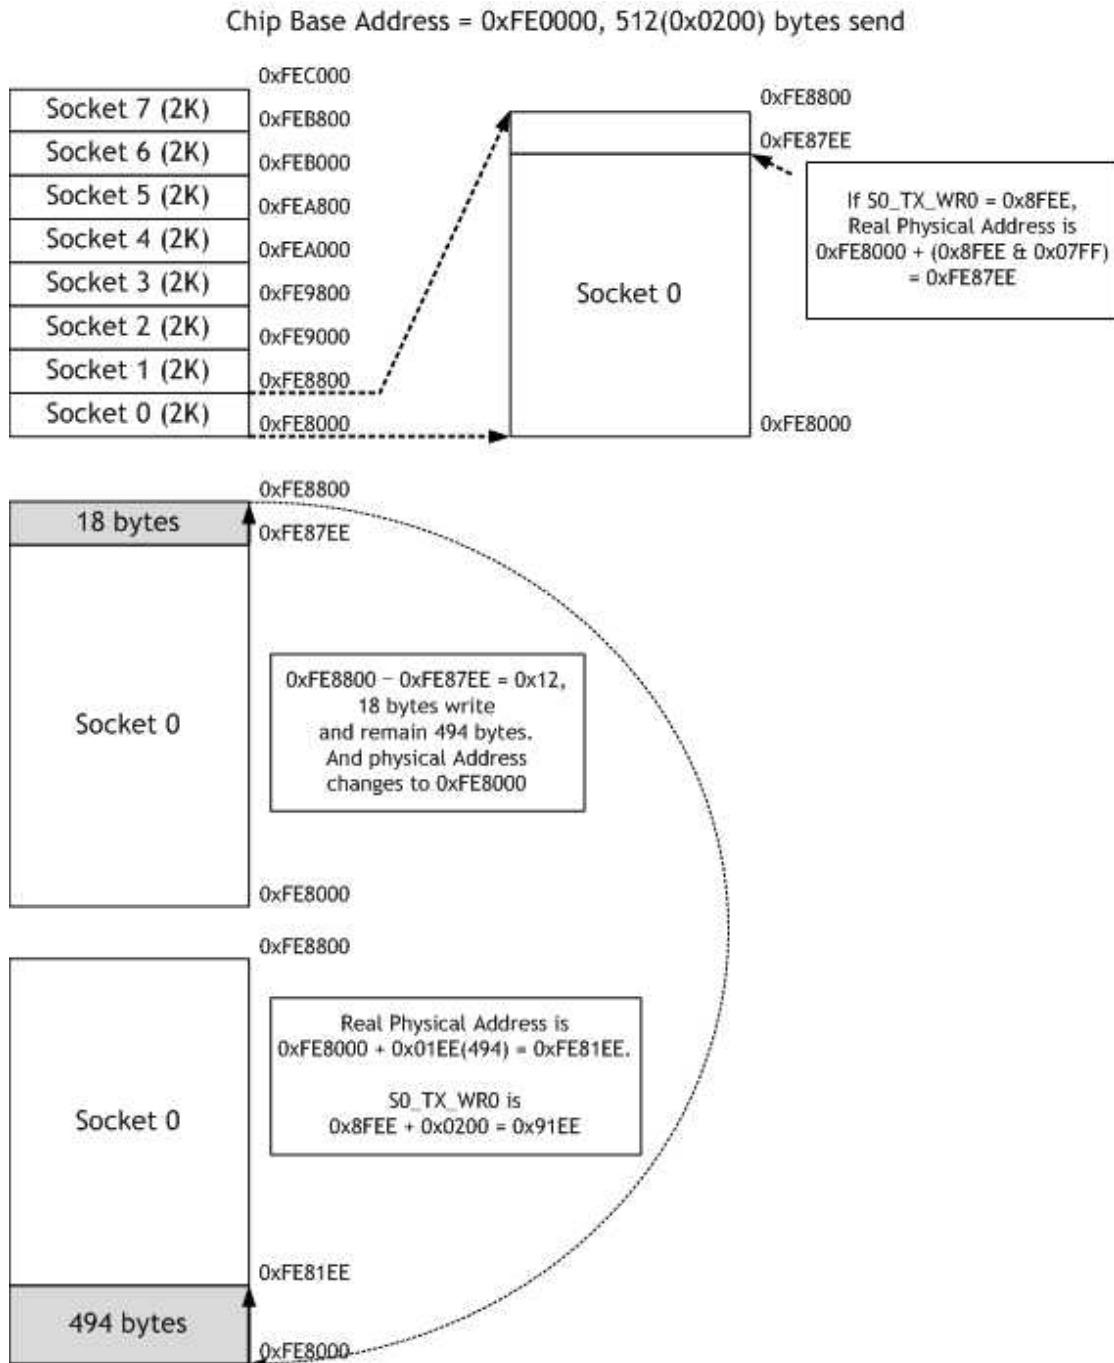 Chip Base Address = 0xFE0000, 512(0x0200) bytes send
0xFEC000
Socket 7 (2K)
0xFEB800
Socket 6 (2K)
0xFEB000
Socket 5 (2K)
0xFEA800
Socket 4 (2K)
0xFEA000
Socket 3 (2K)
0xFE9800
Socket 2 (2K)
0xFE9000
Socket 1 (2K)
0xFE8800
Socket 0 (2K)
0xFE8000
0xFE8800
0xFE87EE
Socket 0
0xFE8000
If S0_TX_WR0 = 0x8FEE,
Real Physical Address is
0xFE8000 + (0x8FEE & 0x07FF)
= 0xFE87EE
0xFE8800
18 bytes
0xFE87EE
Socket 0
0xFE8800 − 0xFE87EE = 0x12,
18 bytes write
and remain 494 bytes.
And physical Address
changes to 0xFE8000
0xFE8000
0xFE8800
Socket 0
Real Physical Address is
0xFE8000 + 0x01EE(494) = 0xFE81EE.
S0_TX_WR0 is
0x8FEE + 0x0200 = 0x91EE
0xFE81EE
494 bytes
0xFE8000